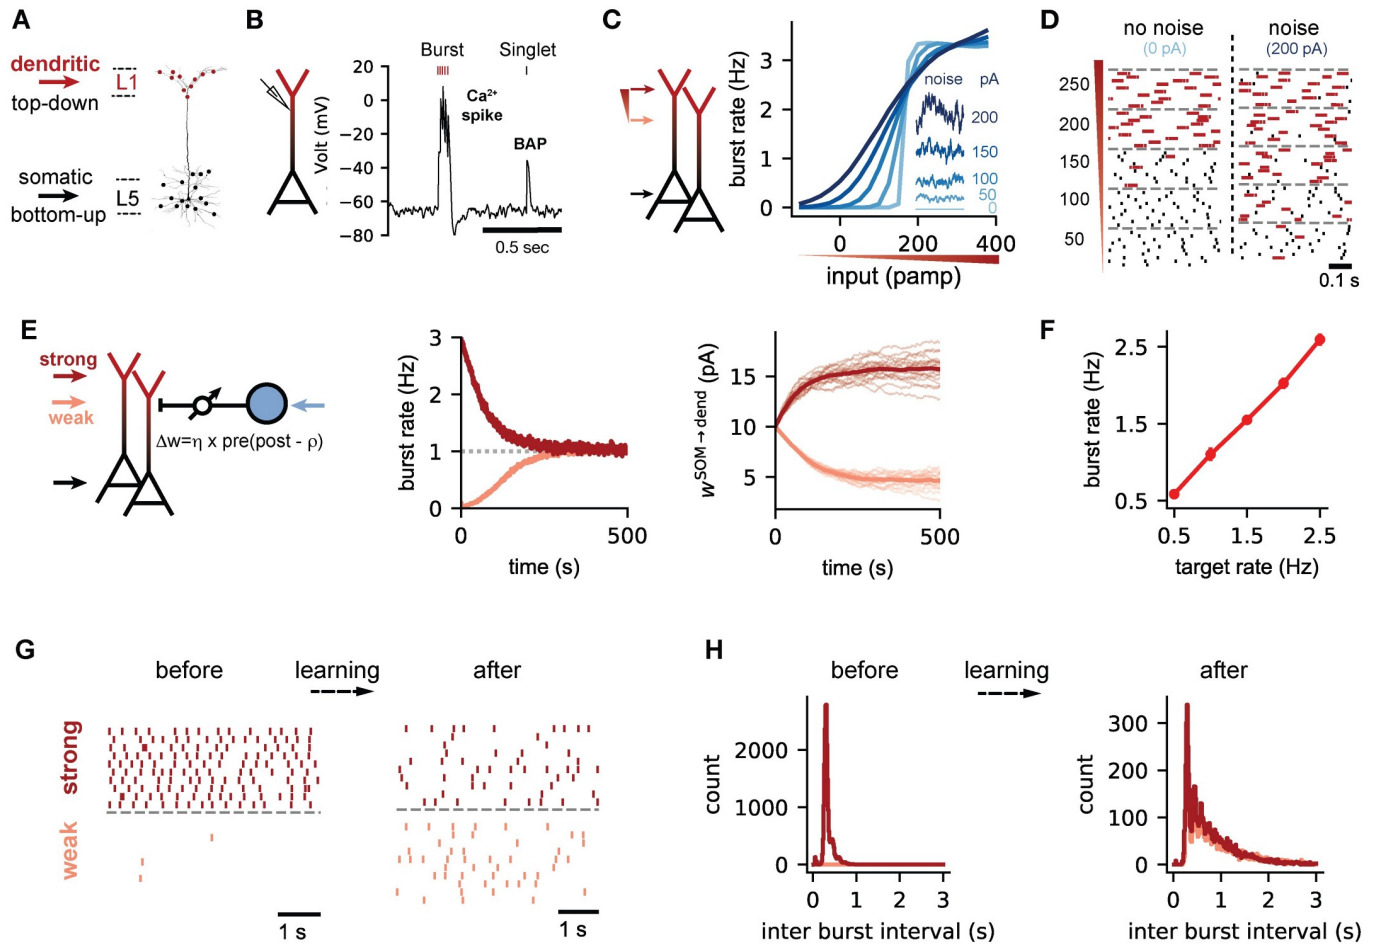 A
dendritic
top-down
L1
somatic
bottom-up
L5
B
Burst
Singlet
Volt (mV)
20
0
−20
−40
−60
−80
Ca²⁺
spike
BAP
0.5 sec
C
burst rate (Hz)
3
2
1
0
noise pA
200
150
100
50
0
0 200 400
input (pamp)
D
no noise
(0 pA)
noise
(200 pA)
250
200
150
100
50
0.1 s
E
strong
weak
Δw=η x pre(post - ρ)
burst rate (Hz)
3
2
1
0
0 500
time (s)
w^SOM→dend (pA)
15
10
5
0 500
time (s)
F
burst rate (Hz)
2.5
1.5
0.5
0.5 1.5 2.5
target rate (Hz)
G
before
learning
after
strong
weak
1 s
1 s
H
before
learning
after
count
2000
1000
0
0 1 2 3
inter burst interval (s)
count
300
200
100
0
0 1 2 3
inter burst interval (s)